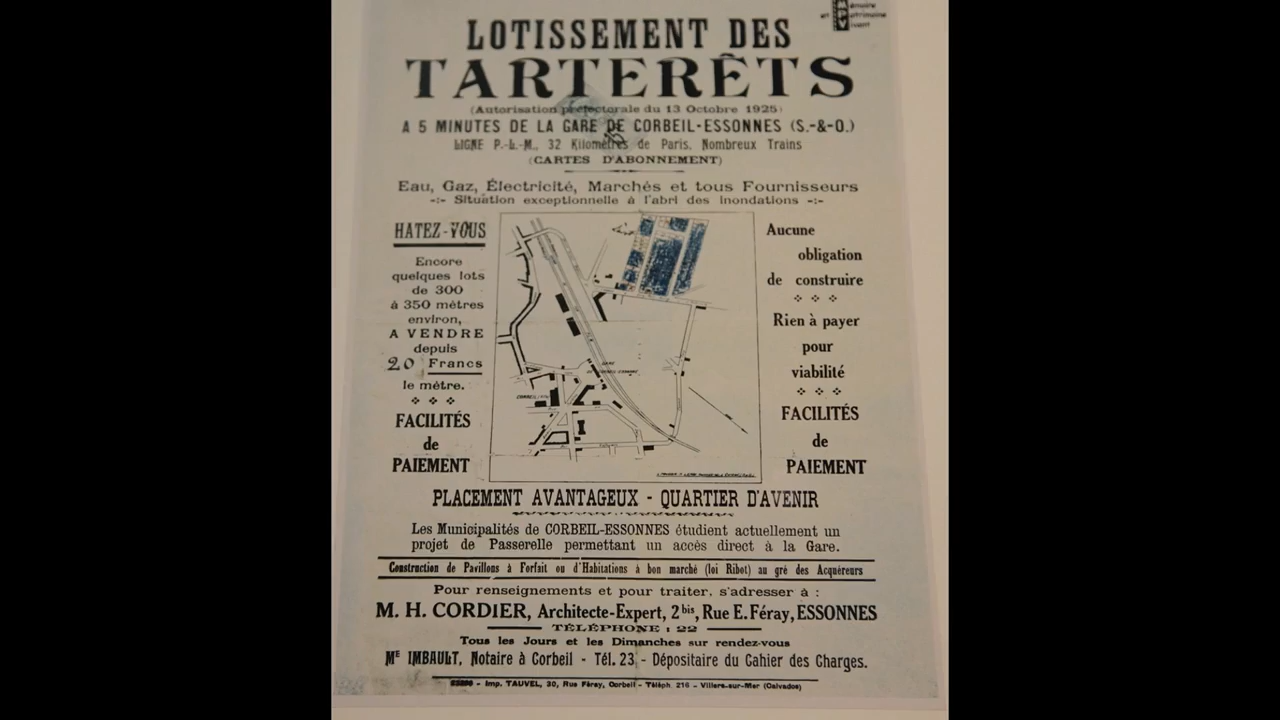 Mémoire
et Patrimoine
Vivant
LOTISSEMENT DES
TARTERÊTS
(Autorisation préfectorale du 13 Octobre 1925)
A 5 MINUTES DE LA GARE DE CORBEIL-ESSONNES (S.-&-O.)
LIGNE P.-L.-M., 32 Kilomètres de Paris, Nombreux Trains
(CARTES D'ABONNEMENT)
Eau, Gaz, Électricité, Marchés et tous Fournisseurs
-:- Situation exceptionnelle à l'abri des inondations -:-
HATEZ-VOUS
Encore
quelques lots
de 300
à 350 mètres
environ,
A VENDRE
depuis
20 Francs
le mètre.
FACILITÉS
de
PAIEMENT
GARE
CORBEIL
Aucune
obligation
de construire
Rien à payer
pour
viabilité
FACILITÉS
de
PAIEMENT
PLACEMENT AVANTAGEUX - QUARTIER D'AVENIR
Les Municipalités de CORBEIL-ESSONNES étudient actuellement un
projet de Passerelle permettant un accès direct à la Gare.
Construction de Pavillons à Forfait ou d'Habitations à bon marché (loi Ribot) au gré des Acquéreurs
Pour renseignements et pour traiter, s'adresser à :
M. H. CORDIER, Architecte-Expert, 2bis, Rue E. Féray, ESSONNES
TÉLÉPHONE : 22
Tous les Jours et les Dimanches sur rendez-vous
Me IMBAULT, Notaire à Corbeil - Tél. 23 - Dépositaire du Cahier des Charges.
- Imp. TAUVEL, 30, Rue Féray, Corbeil - Téléph. 216 - Villers-sur-Mer (Calvados)